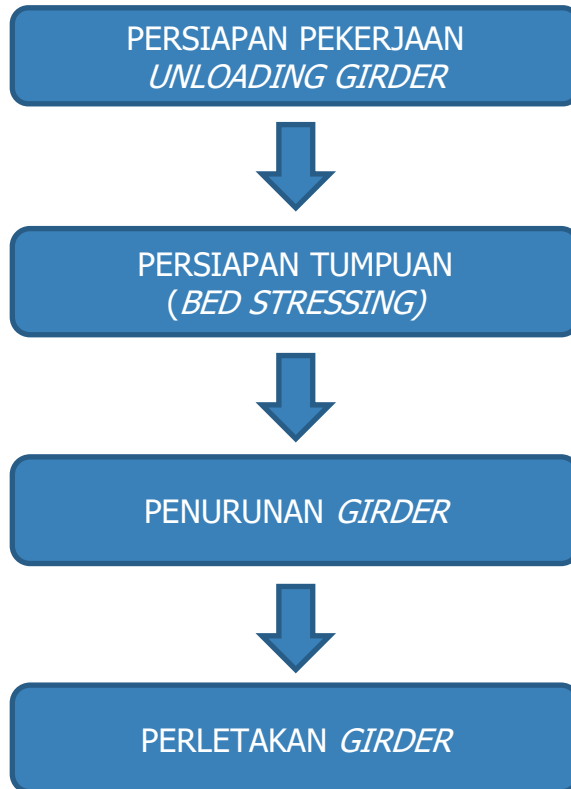 PERSIAPAN PEKERJAAN
UNLOADING GIRDER
PERSIAPAN TUMPUAN
(BED STRESSING)
PENURUNAN GIRDER
PERLETAKAN GIRDER